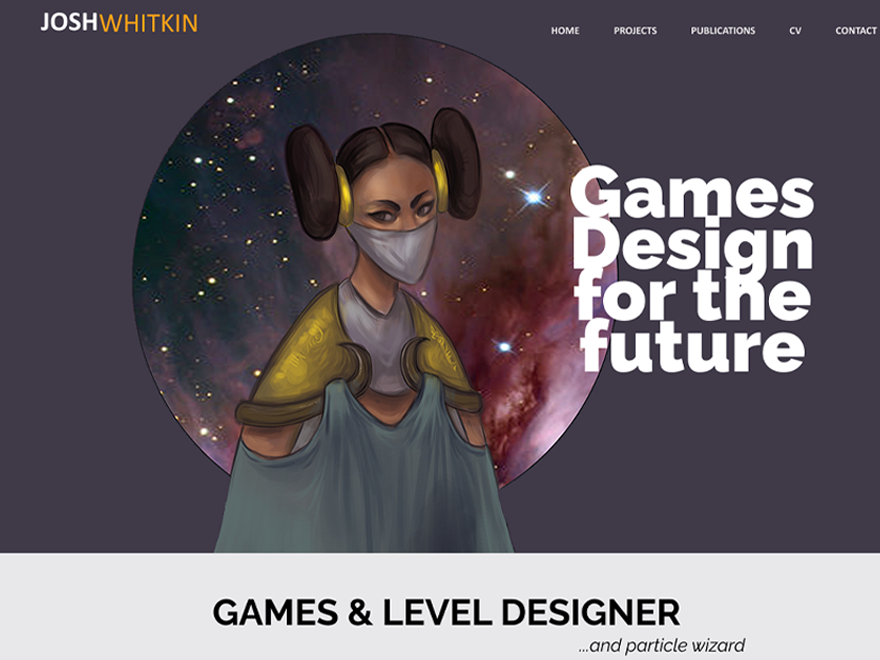 JOSHWHITKIN
HOME PROJECTS PUBLICATIONS CV CONTACT
Games
Design
for the
future
GAMES & LEVEL DESIGNER
...and particle wizard